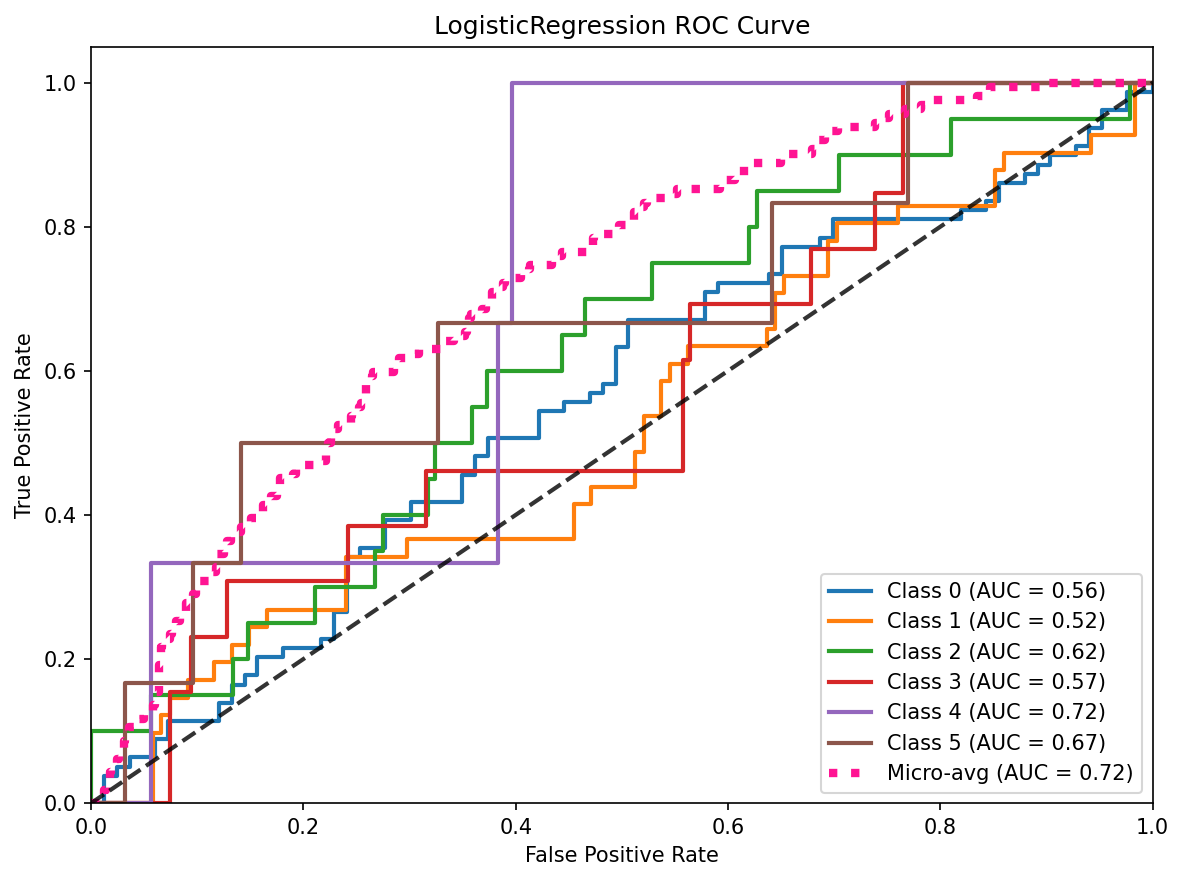 LogisticRegression ROC Curve
True Positive Rate
1.0
0.8
0.6
0.4
0.2
0.0
0.0 0.2 0.4 0.6 0.8 1.0
False Positive Rate
Class 0 (AUC = 0.56)
Class 1 (AUC = 0.52)
Class 2 (AUC = 0.62)
Class 3 (AUC = 0.57)
Class 4 (AUC = 0.72)
Class 5 (AUC = 0.67)
Micro-avg (AUC = 0.72)